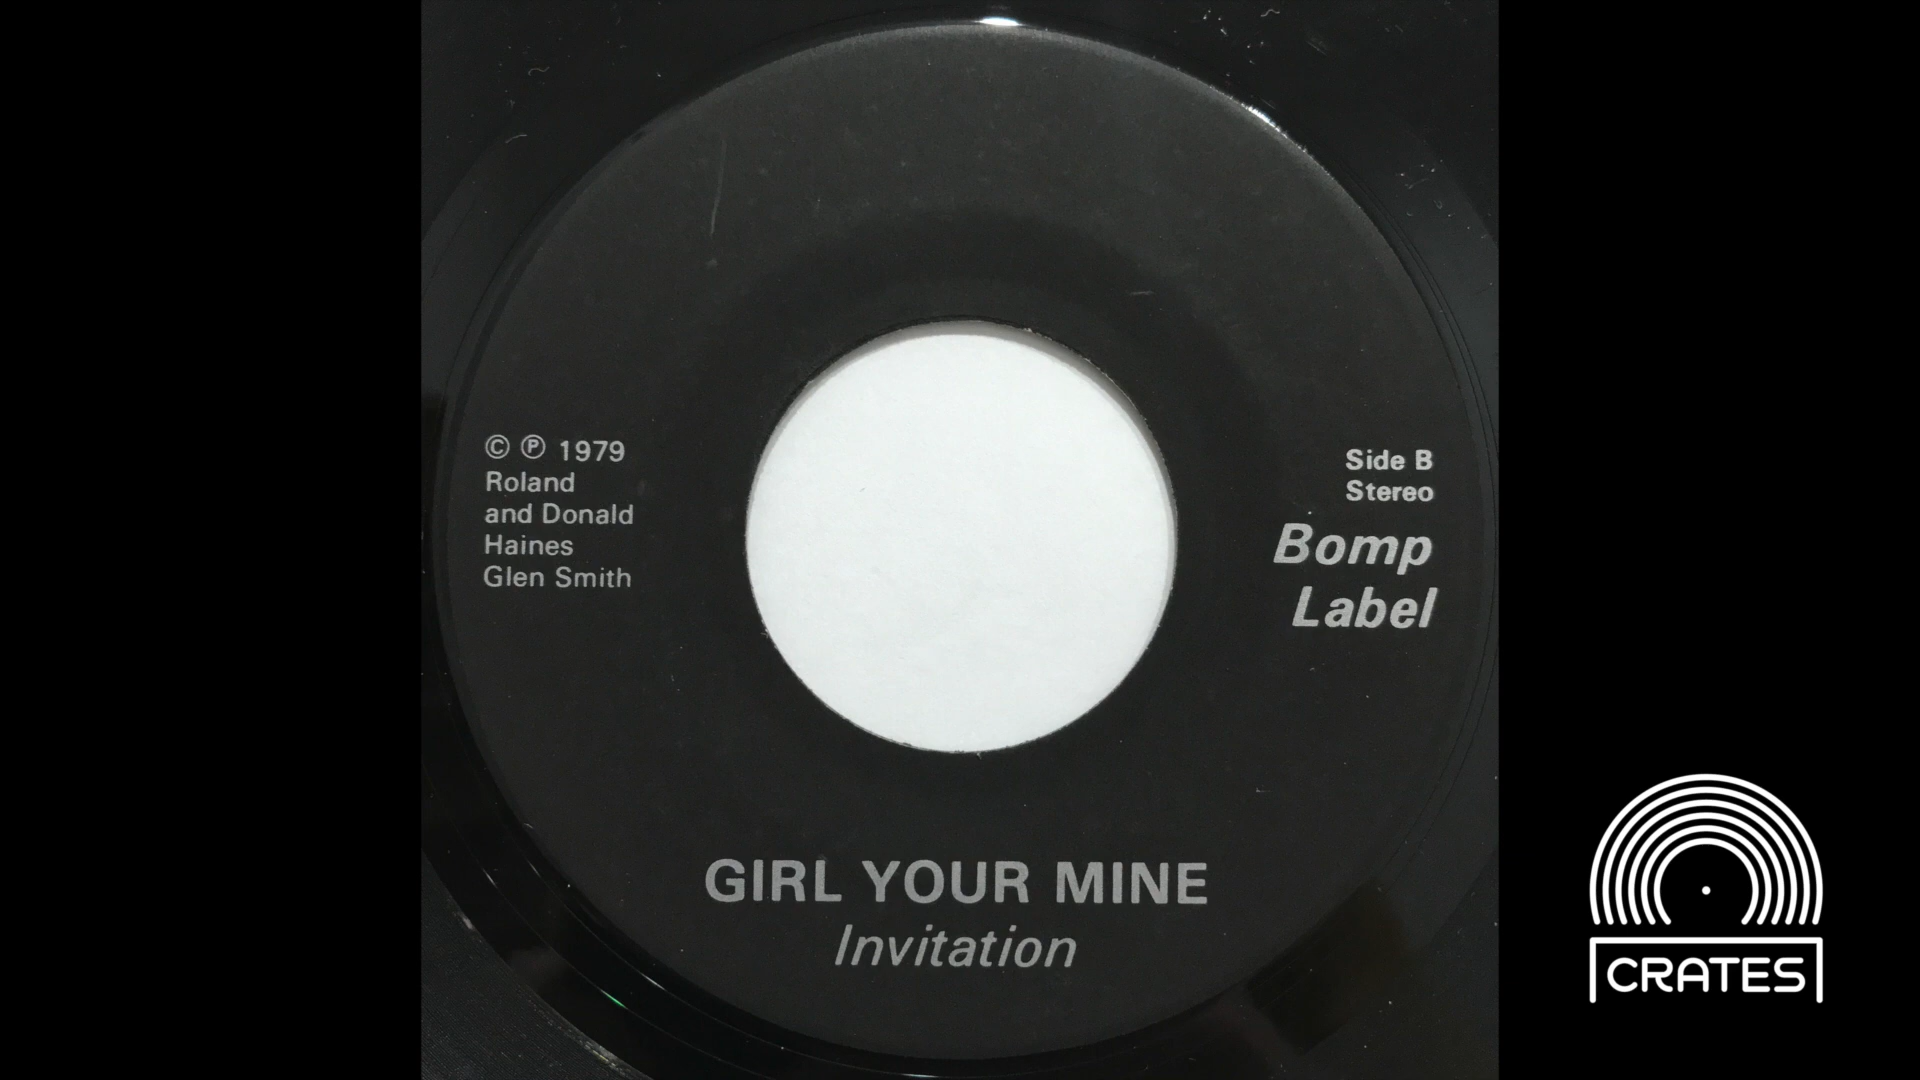 © ℗ 1979
Roland
and Donald
Haines
Glen Smith
Side B
Stereo
Bomp
Label
GIRL YOUR MINE
Invitation
CRATES